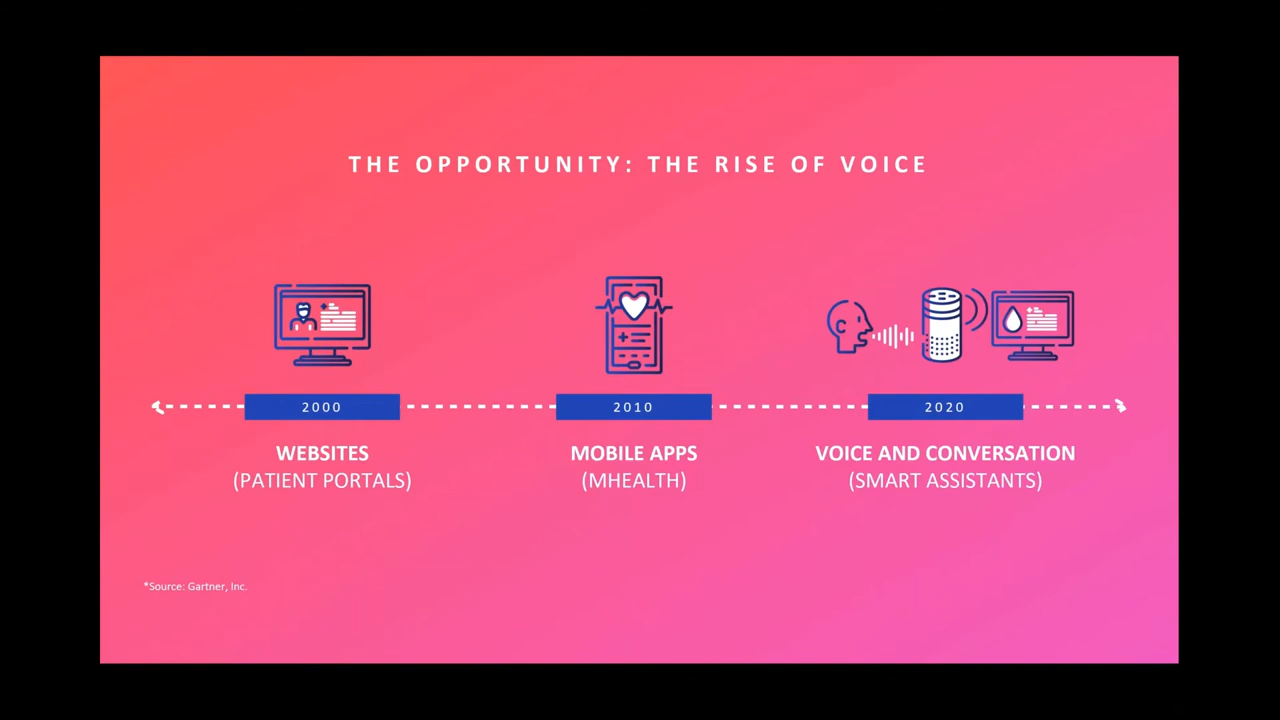 THE OPPORTUNITY: THE RISE OF VOICE
2000
2010
2020
WEBSITES
(PATIENT PORTALS)
MOBILE APPS
(MHEALTH)
VOICE AND CONVERSATION
(SMART ASSISTANTS)
*Source: Gartner, Inc.